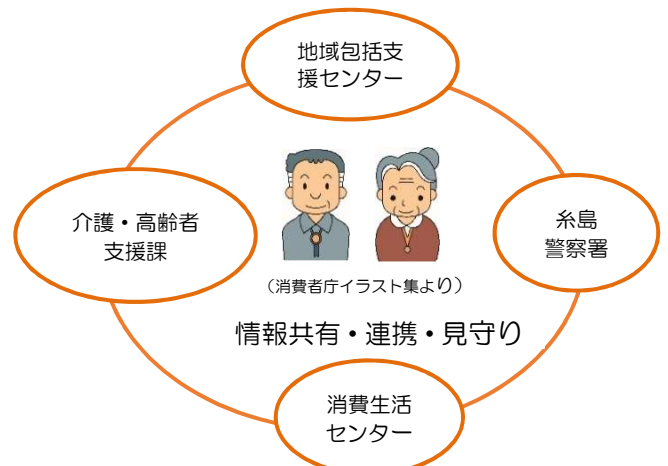 地域包括支
援センター
介護・高齢者
支援課
糸島
警察署
（消費者庁イラスト集より）
情報共有・連携・見守り
消費生活
センター